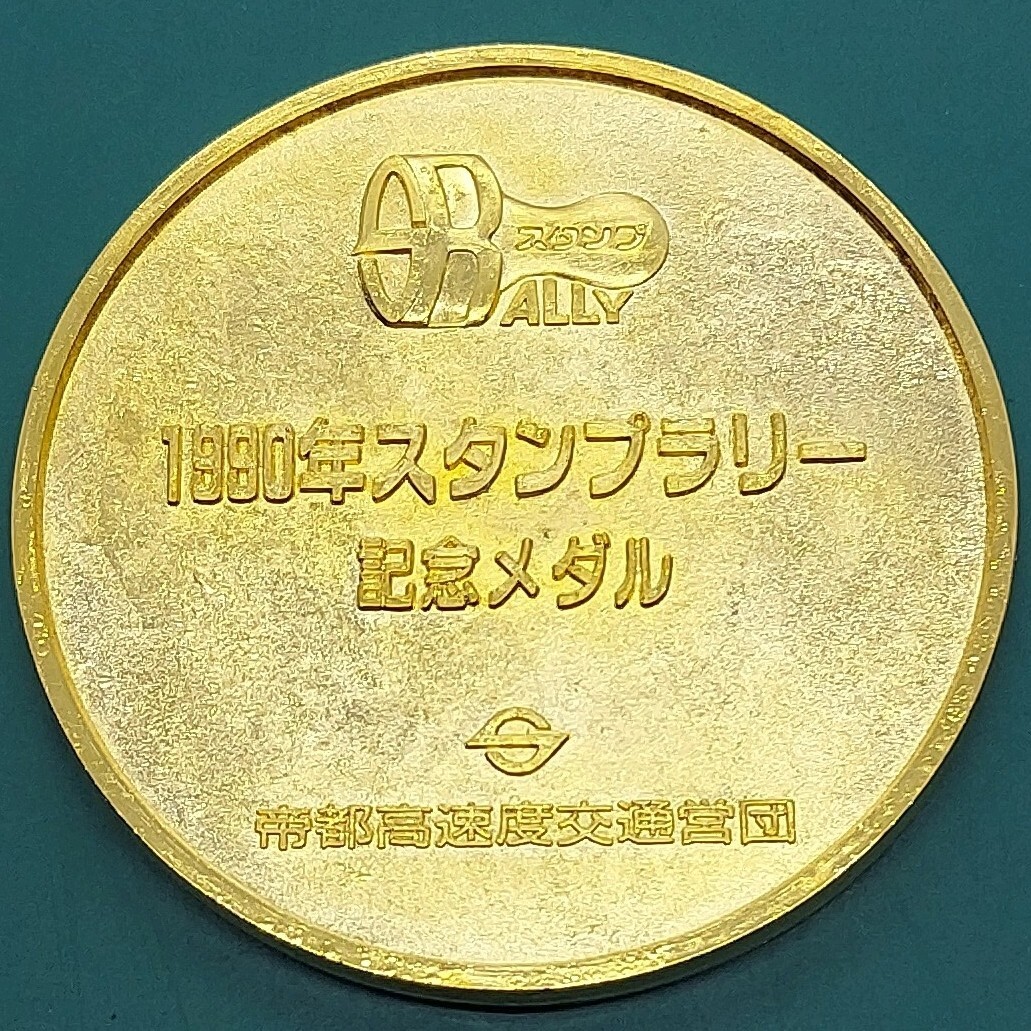 スタンプ
RALLY
1990年スタンプラリー
記念メダル
帝都高速度交通営団